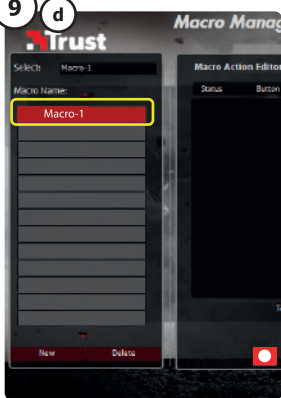 9
d
Macro Manag
Trust
Select:
Macro-1
Macro Action Editor
Macro Name:
Status
Button
Macro-1
New
Delete